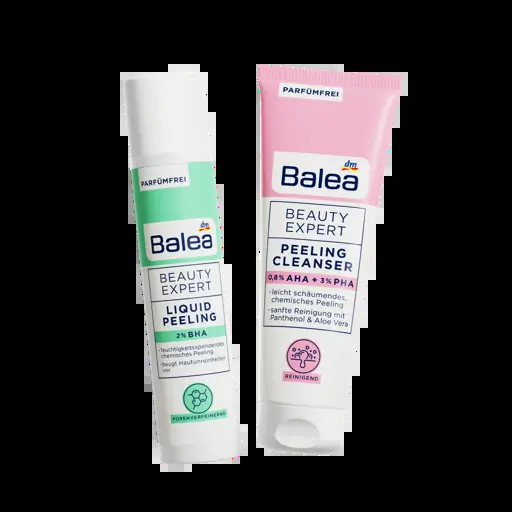 PARFÜMFREI
dm
Balea
BEAUTY
EXPERT
LIQUID
PEELING
2% BHA
•feuchtigkeitsspendendes
chemisches Peeling
•beugt Hautunreinheiten
vor
PORENVERFEINERND
PARFÜMFREI
dm
Balea
BEAUTY
EXPERT
PEELING
CLEANSER
0,8% AHA + 3% PHA
•leicht schäumendes,
chemisches Peeling
•sanfte Reinigung mit
Panthenol & Aloe Vera
REINIGEND